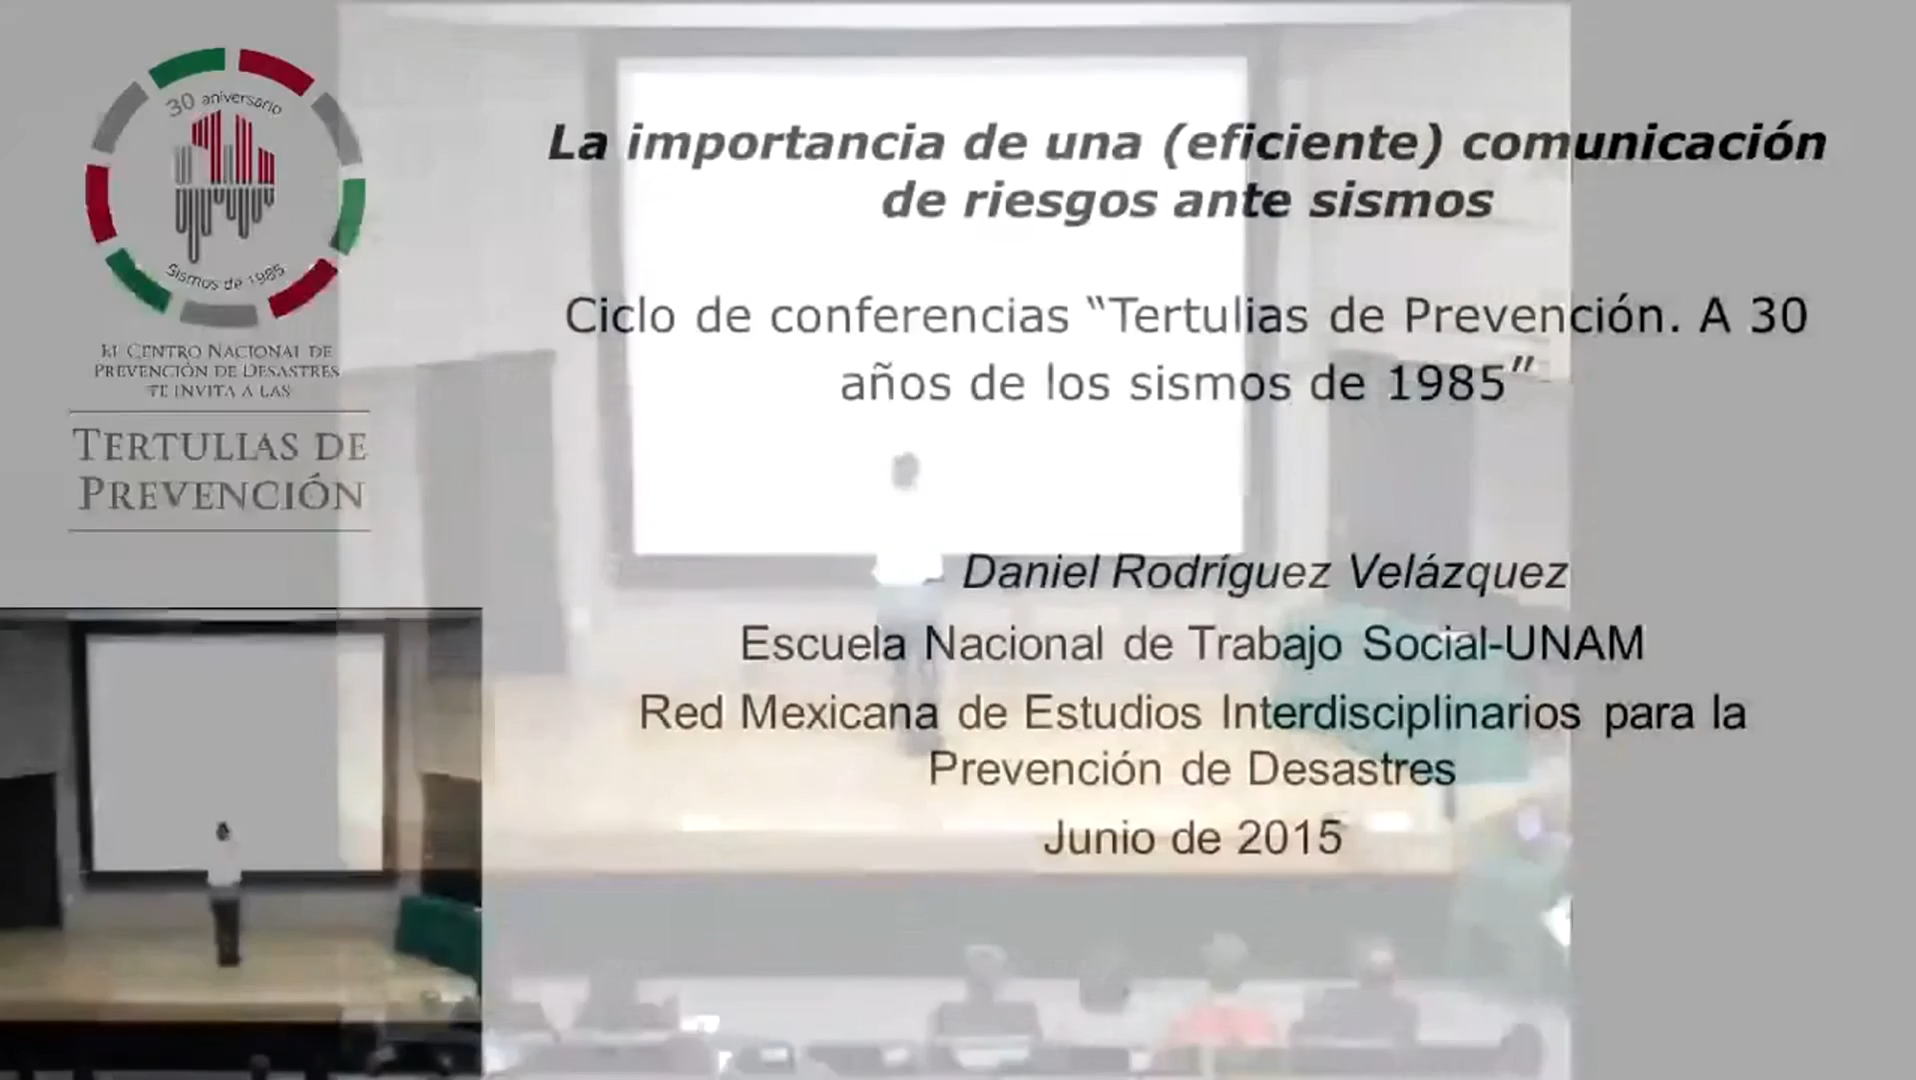 30 aniversario
Sismos de 1985
EL CENTRO NACIONAL DE
PREVENCIÓN DE DESASTRES
TE INVITA A LAS
TERTULIAS DE
PREVENCIÓN
La importancia de una (eficiente) comunicación
de riesgos ante sismos
Ciclo de conferencias “Tertulias de Prevención. A 30
años de los sismos de 1985”
Daniel Rodríguez Velázquez
Escuela Nacional de Trabajo Social-UNAM
Red Mexicana de Estudios Interdisciplinarios para la
Prevención de Desastres
Junio de 2015